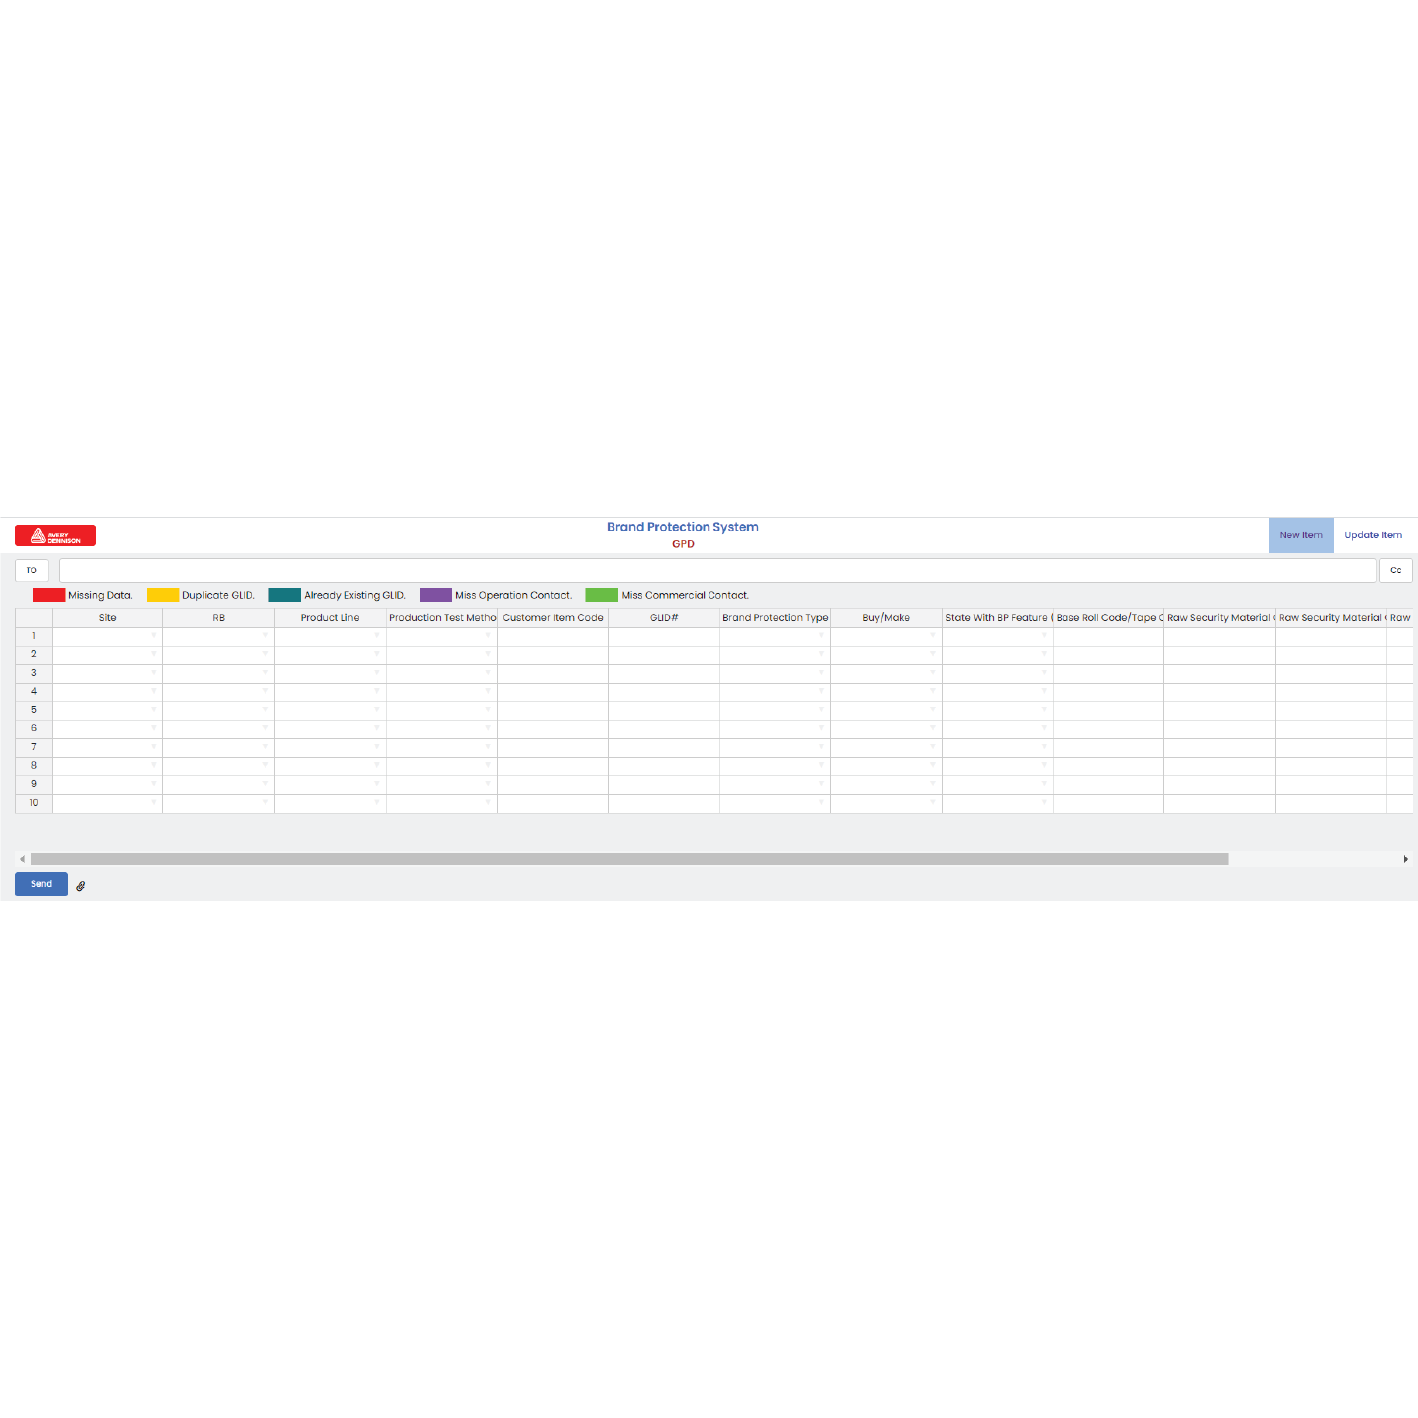 AVERY
DENNISON
Brand Protection System
GPD
New Item
Update Item
TO
Cc
Missing Data.
Duplicate GLID.
Already Existing GLID.
Miss Operation Contact.
Miss Commercial Contact.
Site RB Product Line Production Test Metho Customer Item Code GLID# Brand Protection Type Buy/Make State With BP Feature ( Base Roll Code/Tape C Raw Security Material Raw Security Material Raw
1
2
3
4
5
6
7
8
9
10
Send